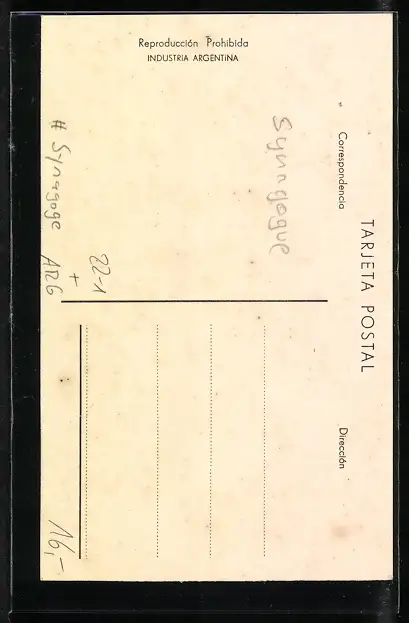 TARJETA POSTAL
Correspondencia
Dirección
Synagogue
Reproducción Prohibida
INDUSTRIA ARGENTINA
22-1
+
# Synagoge ARG
16,-